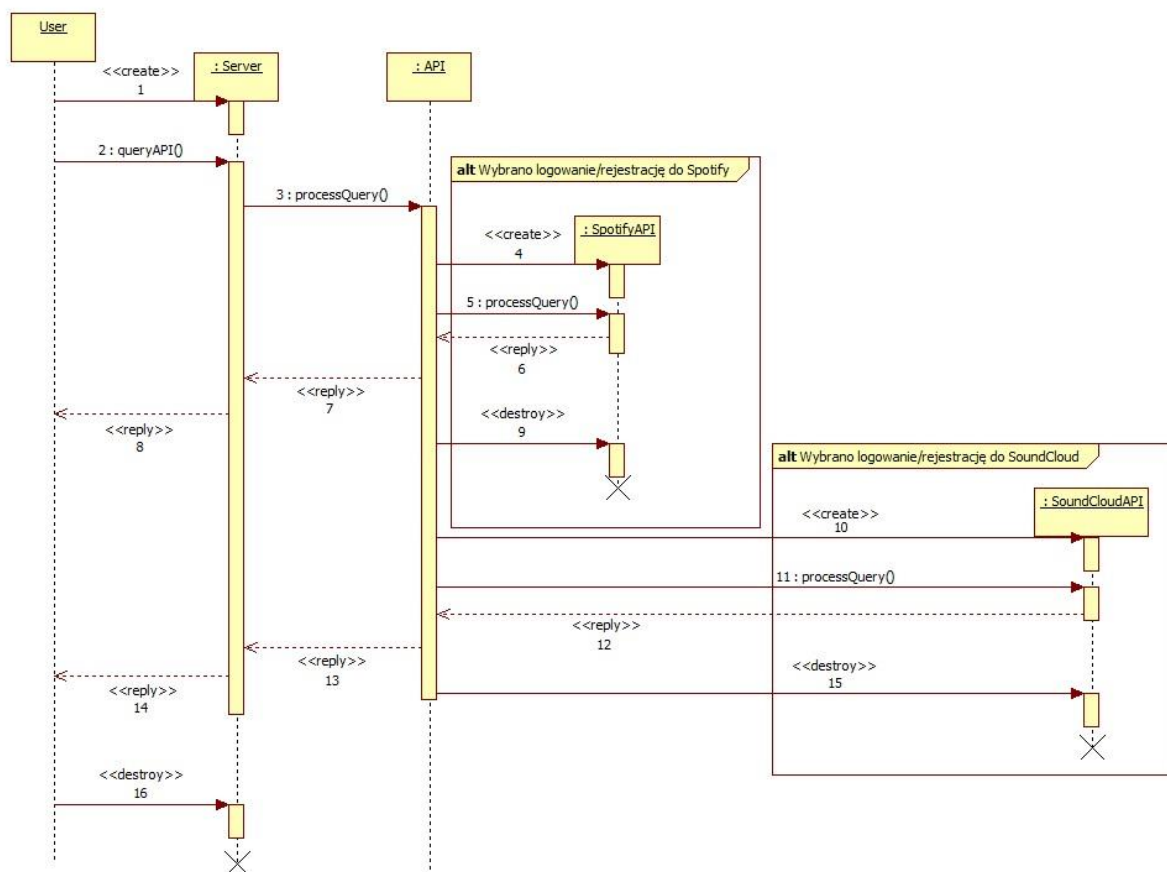 User
: Server
: API
<<create>>
1
2 : queryAPI()
alt Wybrano logowanie/rejestrację do Spotify
3 : processQuery()
: SpotifyAPI
<<create>>
4
5 : processQuery()
<<reply>>
6
<<reply>>
7
<<reply>>
8
<<destroy>>
9
alt Wybrano logowanie/rejestrację do SoundCloud
: SoundCloudAPI
<<create>>
10
11 : processQuery()
<<reply>>
12
<<reply>>
13
<<destroy>>
15
<<reply>>
14
<<destroy>>
16